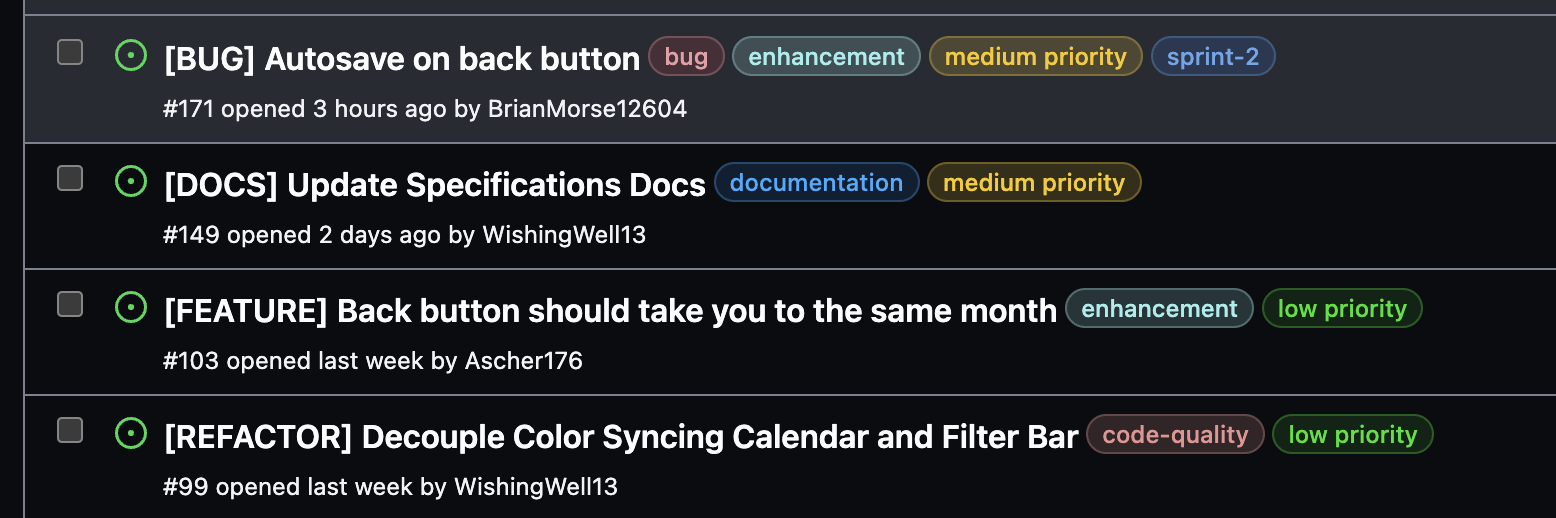 [BUG] Autosave on back button bug enhancement medium priority sprint-2
#171 opened 3 hours ago by BrianMorse12604
[DOCS] Update Specifications Docs documentation medium priority
#149 opened 2 days ago by WishingWell13
[FEATURE] Back button should take you to the same month enhancement low priority
#103 opened last week by Ascher176
[REFACTOR] Decouple Color Syncing Calendar and Filter Bar code-quality low priority
#99 opened last week by WishingWell13